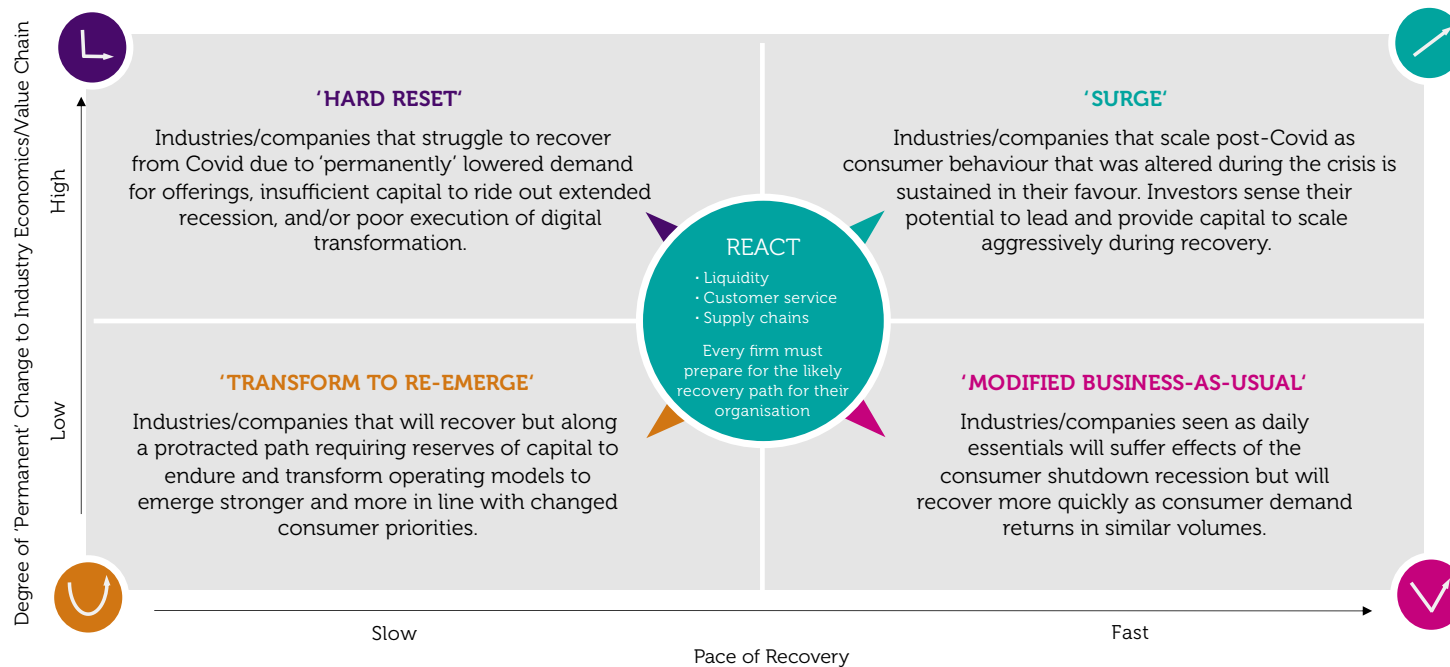 Degree of 'Permanent' Change to Industry Economics/Value Chain
High
Low
'HARD RESET'
Industries/companies that struggle to recover
from Covid due to 'permanently' lowered demand
for offerings, insufficient capital to ride out extended
recession, and/or poor execution of digital
transformation.
'SURGE'
Industries/companies that scale post-Covid as
consumer behaviour that was altered during the crisis is
sustained in their favour. Investors sense their
potential to lead and provide capital to scale
aggressively during recovery.
REACT
· Liquidity
· Customer service
· Supply chains
Every firm must
prepare for the likely
recovery path for their
organisation
'TRANSFORM TO RE-EMERGE'
Industries/companies that will recover but along
a protracted path requiring reserves of capital to
endure and transform operating models to
emerge stronger and more in line with changed
consumer priorities.
'MODIFIED BUSINESS-AS-USUAL'
Industries/companies seen as daily
essentials will suffer effects of the
consumer shutdown recession but will
recover more quickly as consumer demand
returns in similar volumes.
Slow
Fast
Pace of Recovery